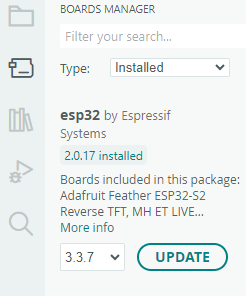 BOARDS MANAGER
Filter your search...
Type: Installed
esp32 by Espressif
Systems
2.0.17 installed
Boards included in this package:
Adafruit Feather ESP32-S2
Reverse TFT, MH ET LIVE...
More info
3.3.7 UPDATE